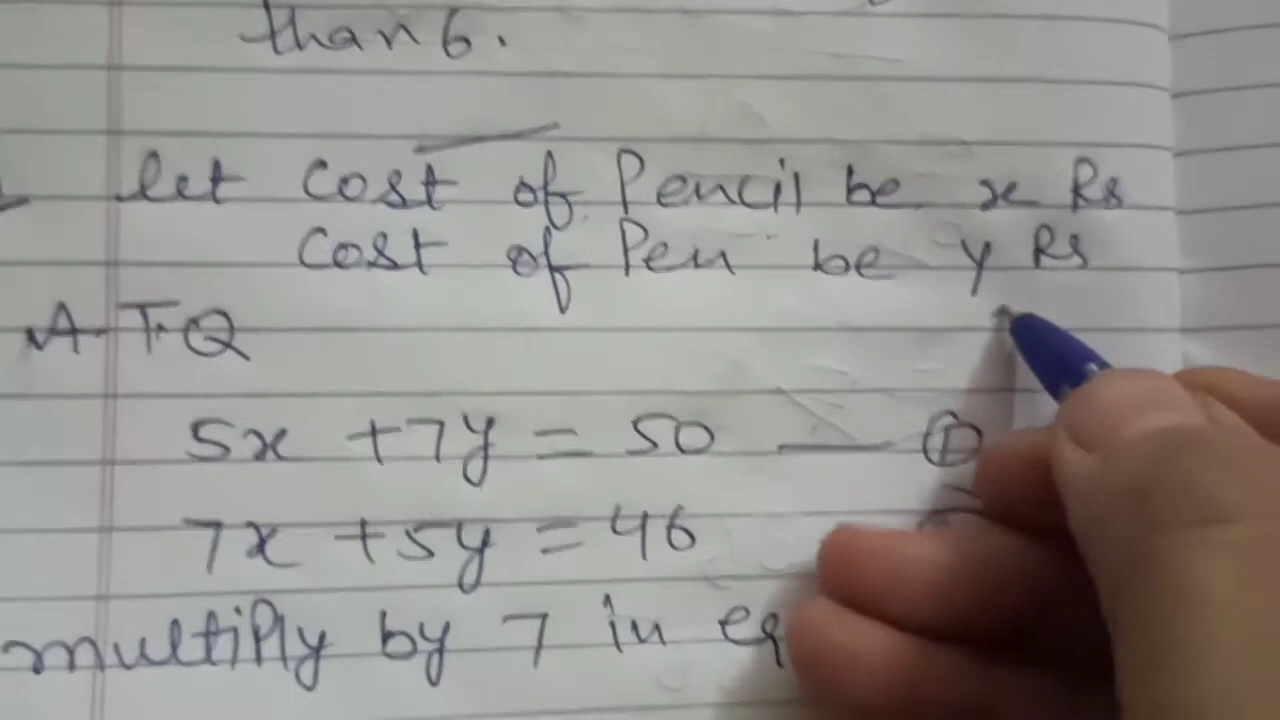 than 6.
let cost of Pencil be x Rs
Cost of Pen be y Rs
A.T.Q
5x + 7y = 50 — ①
7x + 5y = 46
multiply by 7 in eq